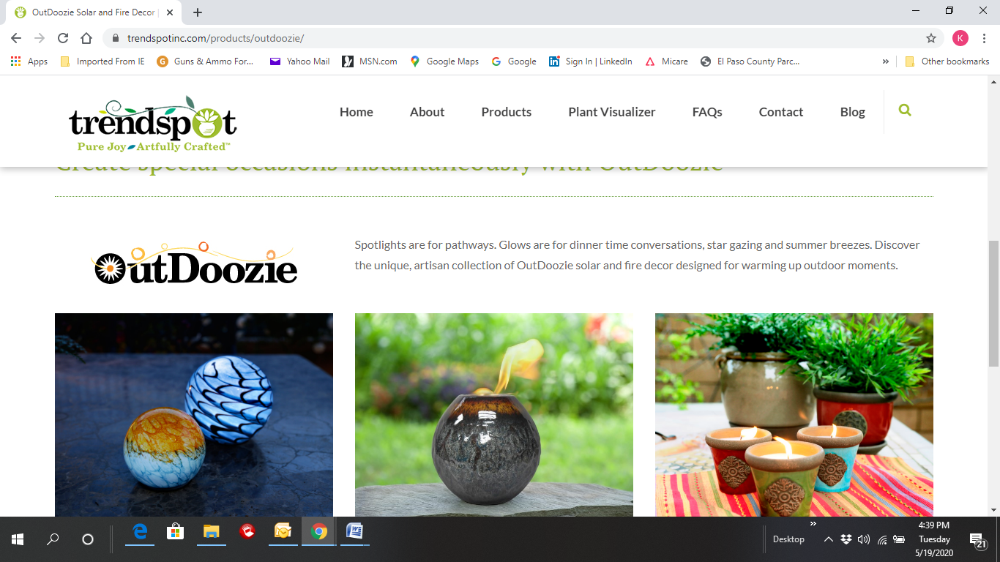 OutDoozie Solar and Fire Decor |
trendspotinc.com/products/outdoozie/
K
Apps
Imported From IE
G
Guns & Ammo For...
Yahoo Mail
MSN.com
Google Maps
G
Google
in
Sign In | LinkedIn
Micare
El Paso County Parc...
»
Other bookmarks
trendspot
Pure Joy Artfully Crafted™
Home
About
Products
Plant Visualizer
FAQs
Contact
Blog
Create special occasions instantaneously with OutDoozie
OutDoozie
Spotlights are for pathways. Glows are for dinner time conversations, star gazing and summer breezes. Discover
the unique, artisan collection of OutDoozie solar and fire decor designed for warming up outdoor moments.
Desktop
»
4:39 PM
Tuesday
5/19/2020
21